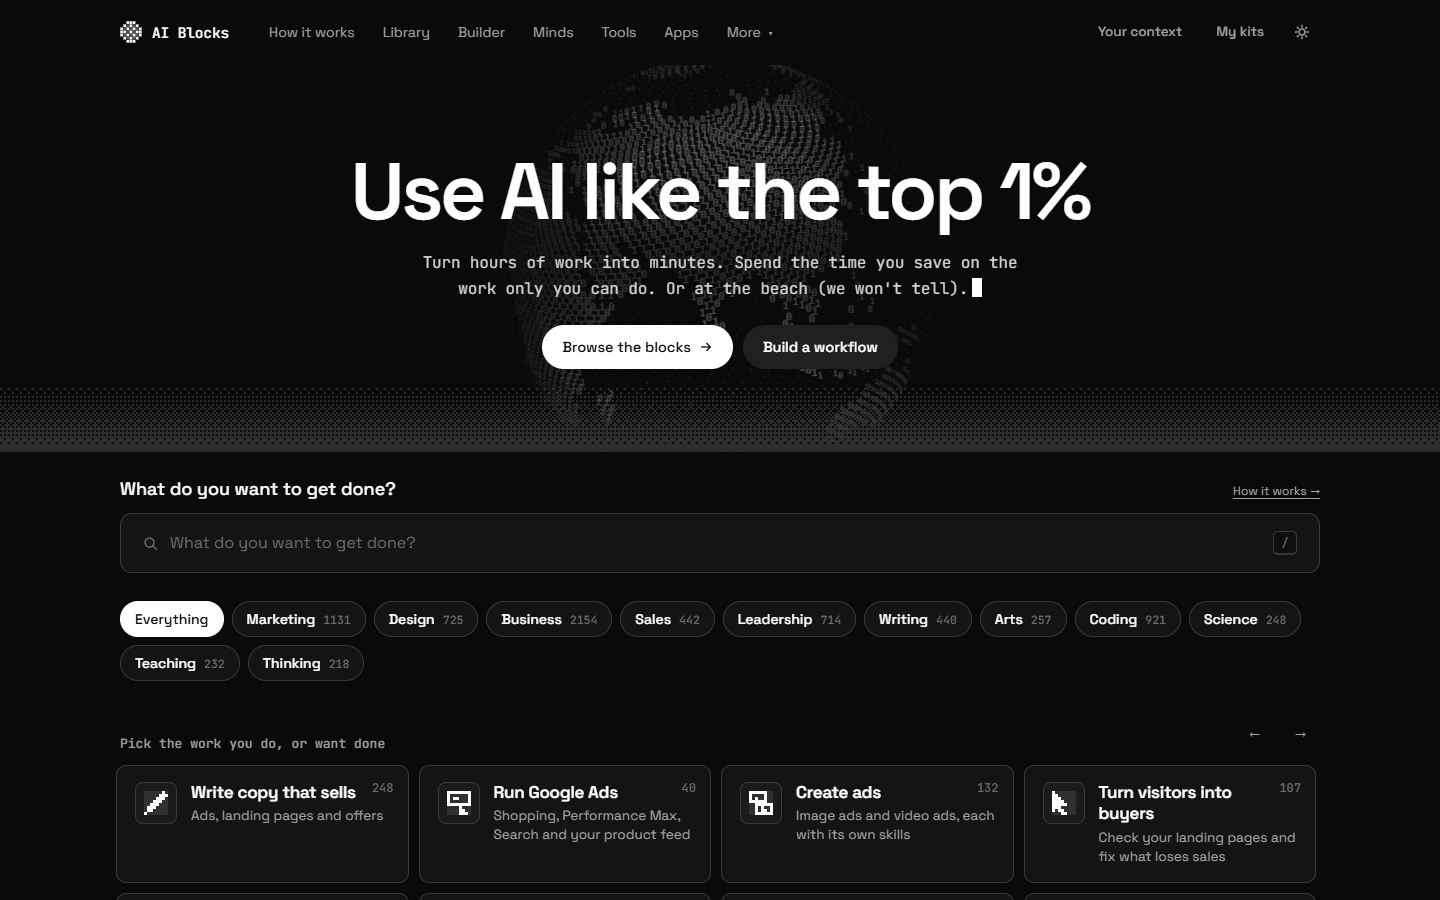 AI Blocks
How it works
Library
Builder
Minds
Tools
Apps
More
Your context
My kits
Use AI like the top 1%
Turn hours of work into minutes. Spend the time you save on the
work only you can do. Or at the beach (we won't tell).
Browse the blocks →
Build a workflow
What do you want to get done?
How it works →
What do you want to get done?
/
Everything
Marketing 1131
Design 725
Business 2154
Sales 442
Leadership 714
Writing 440
Arts 257
Coding 921
Science 248
Teaching 232
Thinking 218
Pick the work you do, or want done
← →
Write copy that sells 248
Ads, landing pages and offers
Run Google Ads 40
Shopping, Performance Max,
Search and your product feed
Create ads 132
Image ads and video ads, each
with its own skills
Turn visitors into 107
buyers
Check your landing pages and
fix what loses sales